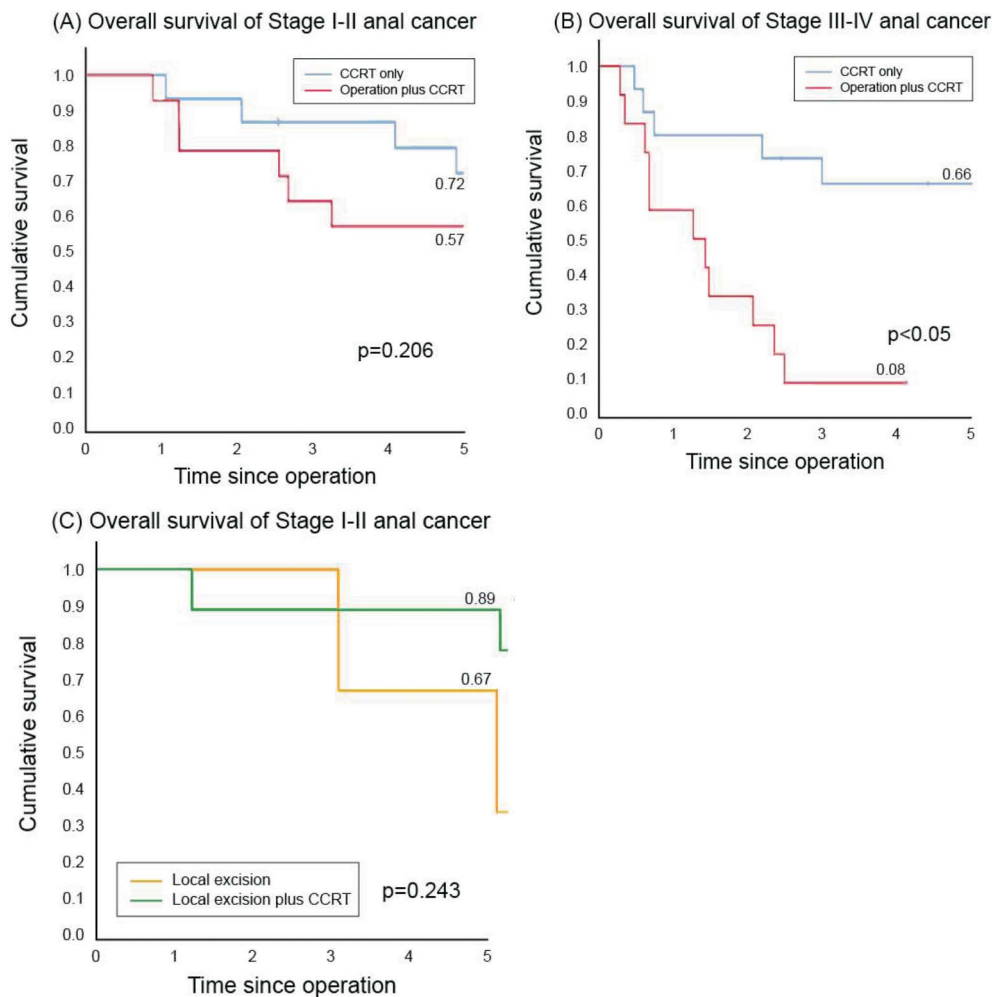 (A) Overall survival of Stage I-II anal cancer
CCRT only
Operation plus CCRT
Cumulative survival
1.0
0.9
0.8
0.7
0.6
0.5
0.4
0.3
0.2
0.1
0.0
0.72
0.57
p=0.206
0 1 2 3 4 5
Time since operation
(B) Overall survival of Stage III-IV anal cancer
CCRT only
Operation plus CCRT
Cumulative survival
1.0
0.9
0.8
0.7
0.6
0.5
0.4
0.3
0.2
0.1
0.0
0.66
p<0.05
0.08
0 1 2 3 4 5
Time since operation
(C) Overall survival of Stage I-II anal cancer
Cumulative survival
1.0
0.9
0.8
0.7
0.6
0.5
0.4
0.3
0.2
0.1
0.0
0.89
0.67
Local excision
Local excision plus CCRT
p=0.243
0 1 2 3 4 5
Time since operation